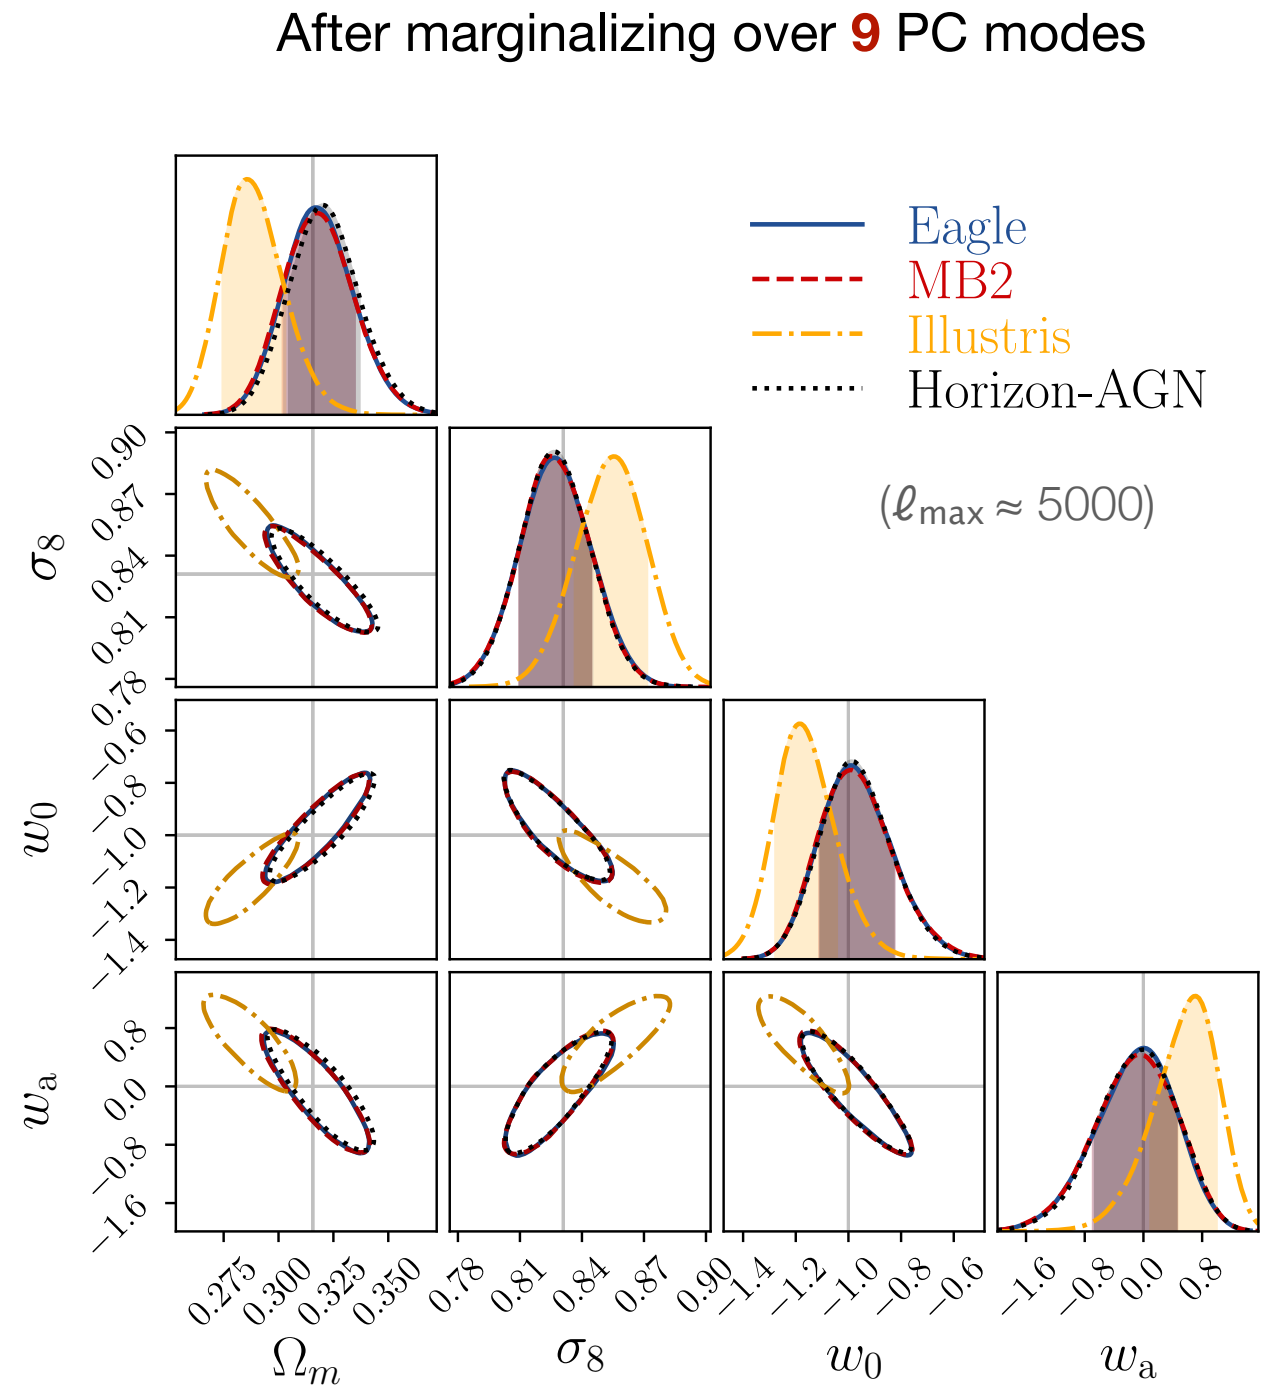 After marginalizing over 9 PC modes
Eagle
MB2
Illustris
Horizon-AGN
(ℓmax ≈ 5000)
σ8
0.90
0.87
0.84
0.81
0.78
w0
−0.6
−0.8
−1.0
−1.2
−1.4
wa
0.8
0.0
−0.8
−1.6
0.275 0.300 0.325 0.350
0.78 0.81 0.84 0.87 0.90
−1.4 −1.2 −1.0 −0.8 −0.6
−1.6 −0.8 0.0 0.8
Ωm σ8 w0 wa